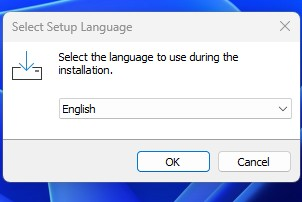 Select Setup Language
Select the language to use during the
installation.
English
OK
Cancel